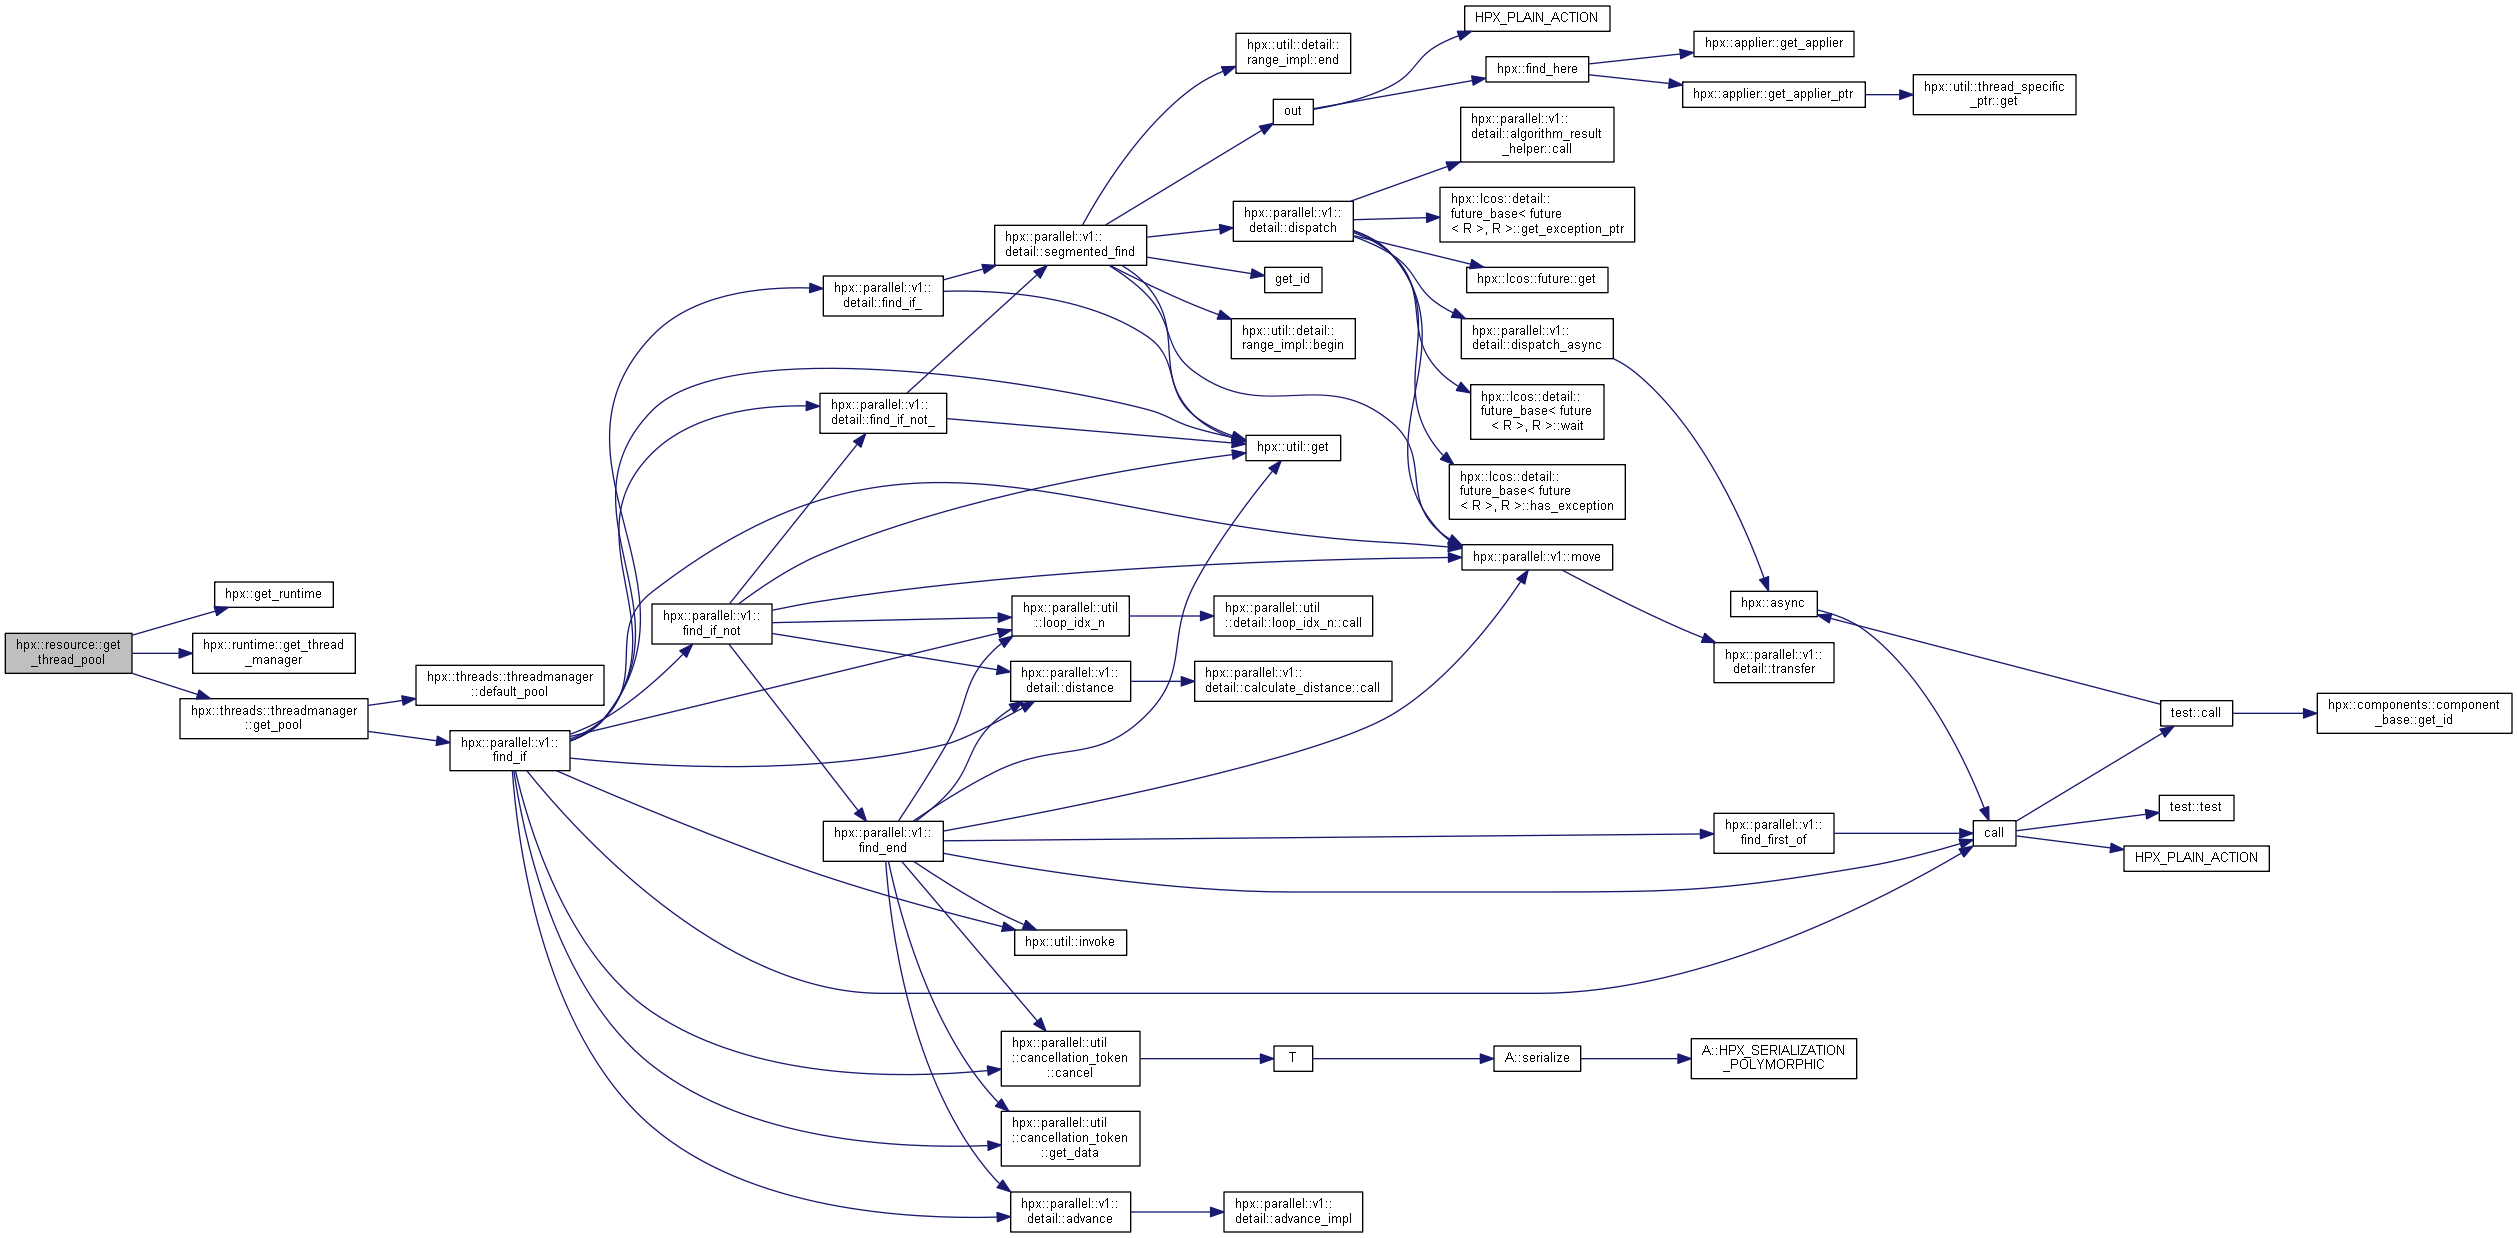 hpx::resource::get
_thread_pool
hpx::get_runtime
hpx::runtime::get_thread
_manager
hpx::threads::threadmanager
::get_pool
hpx::threads::threadmanager
::default_pool
hpx::parallel::v1::
find_if
hpx::parallel::v1::
find_if_not
hpx::parallel::v1::
detail::find_if_
hpx::parallel::v1::
detail::find_if_not_
hpx::parallel::v1::
find_end
hpx::parallel::v1::
detail::segmented_find
hpx::parallel::util
::loop_idx_n
hpx::parallel::v1::
detail::distance
hpx::util::invoke
hpx::parallel::util
::cancellation_token
::cancel
hpx::parallel::util
::cancellation_token
::get_data
hpx::parallel::v1::
detail::advance
hpx::util::detail::
range_impl::end
out
hpx::parallel::v1::
detail::dispatch
get_id
hpx::util::detail::
range_impl::begin
hpx::util::get
hpx::parallel::util
::detail::loop_idx_n::call
hpx::parallel::v1::
detail::calculate_distance::call
T
hpx::parallel::v1::
detail::advance_impl
HPX_PLAIN_ACTION
hpx::find_here
hpx::parallel::v1::
detail::algorithm_result
_helper::call
hpx::lcos::detail::
future_base< future
< R >, R >::get_exception_ptr
hpx::lcos::future::get
hpx::parallel::v1::
detail::dispatch_async
hpx::lcos::detail::
future_base< future
< R >, R >::wait
hpx::lcos::detail::
future_base< future
< R >, R >::has_exception
hpx::parallel::v1::move
A::serialize
hpx::applier::get_applier
hpx::applier::get_applier_ptr
hpx::async
hpx::parallel::v1::
detail::transfer
hpx::parallel::v1::
find_first_of
A::HPX_SERIALIZATION
_POLYMORPHIC
hpx::util::thread_specific
_ptr::get
call
test::call
test::test
HPX_PLAIN_ACTION
hpx::components::component
_base::get_id